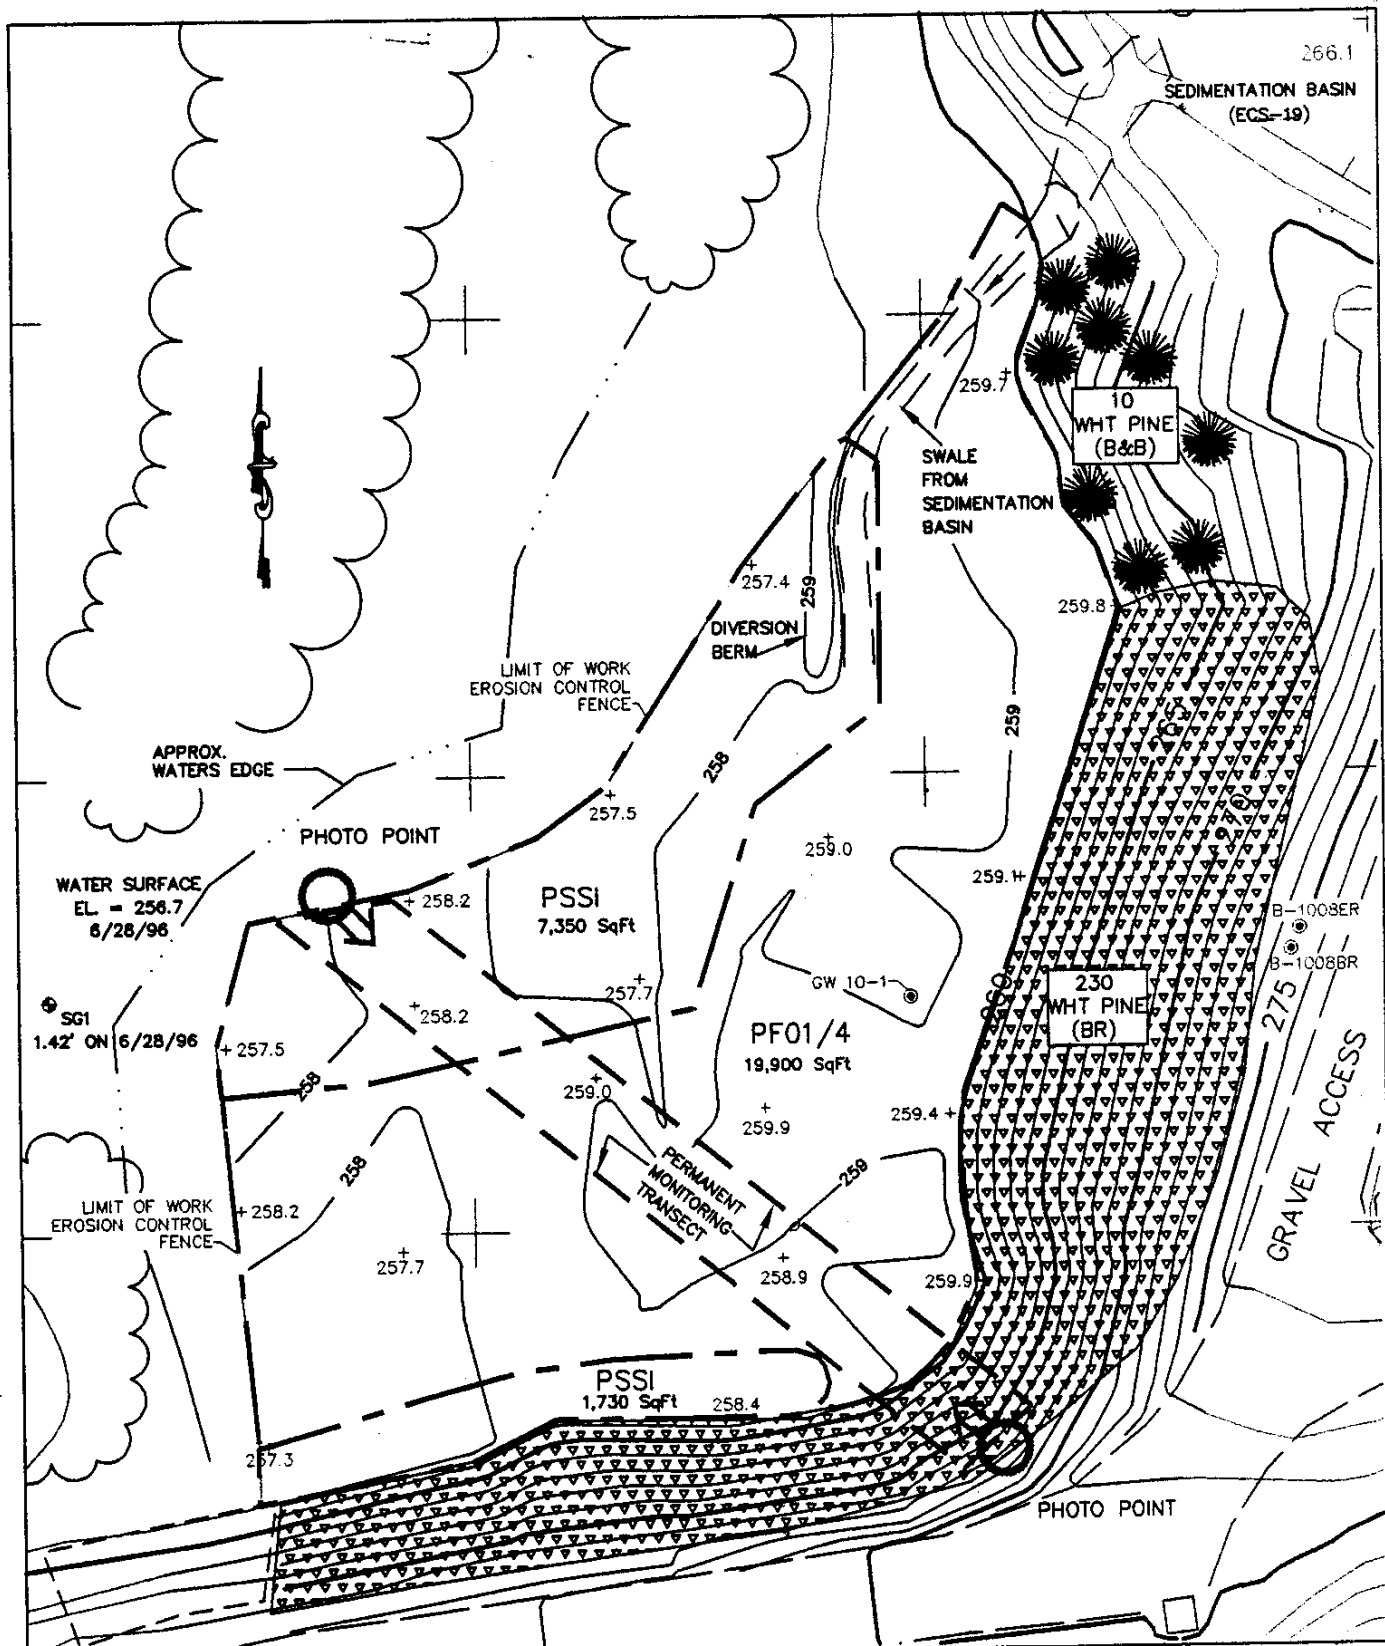 266.1
SEDIMENTATION BASIN
(ECS-19)
259.7
10
WHT PINE
(B&B)
SWALE
FROM
SEDIMENTATION
BASIN
257.4
259
259.8
DIVERSION
BERM
LIMIT OF WORK
EROSION CONTROL
FENCE
265
259
258
APPROX.
WATERS EDGE
270
257.5
PHOTO POINT
259.0
WATER SURFACE
EL. = 256.7
6/28/96
258.2
PSSI
7,350 SqFt
259.1
B-1008ER
B-1008BR
257.7
GW 10-1
260
230
WHT PINE
(BR)
275
SG1
1.42' ON 6/28/96
258.2
PF01/4
19,900 SqFt
257.5
258
259.0
259.9
259.4
GRAVEL ACCESS
258
PERMANENT
MONITORING
TRANSECT
259
LIMIT OF WORK
EROSION CONTROL
FENCE
258.2
257.7
258.9
259.9
PSSI
1,730 SqFt
258.4
257.3
PHOTO POINT